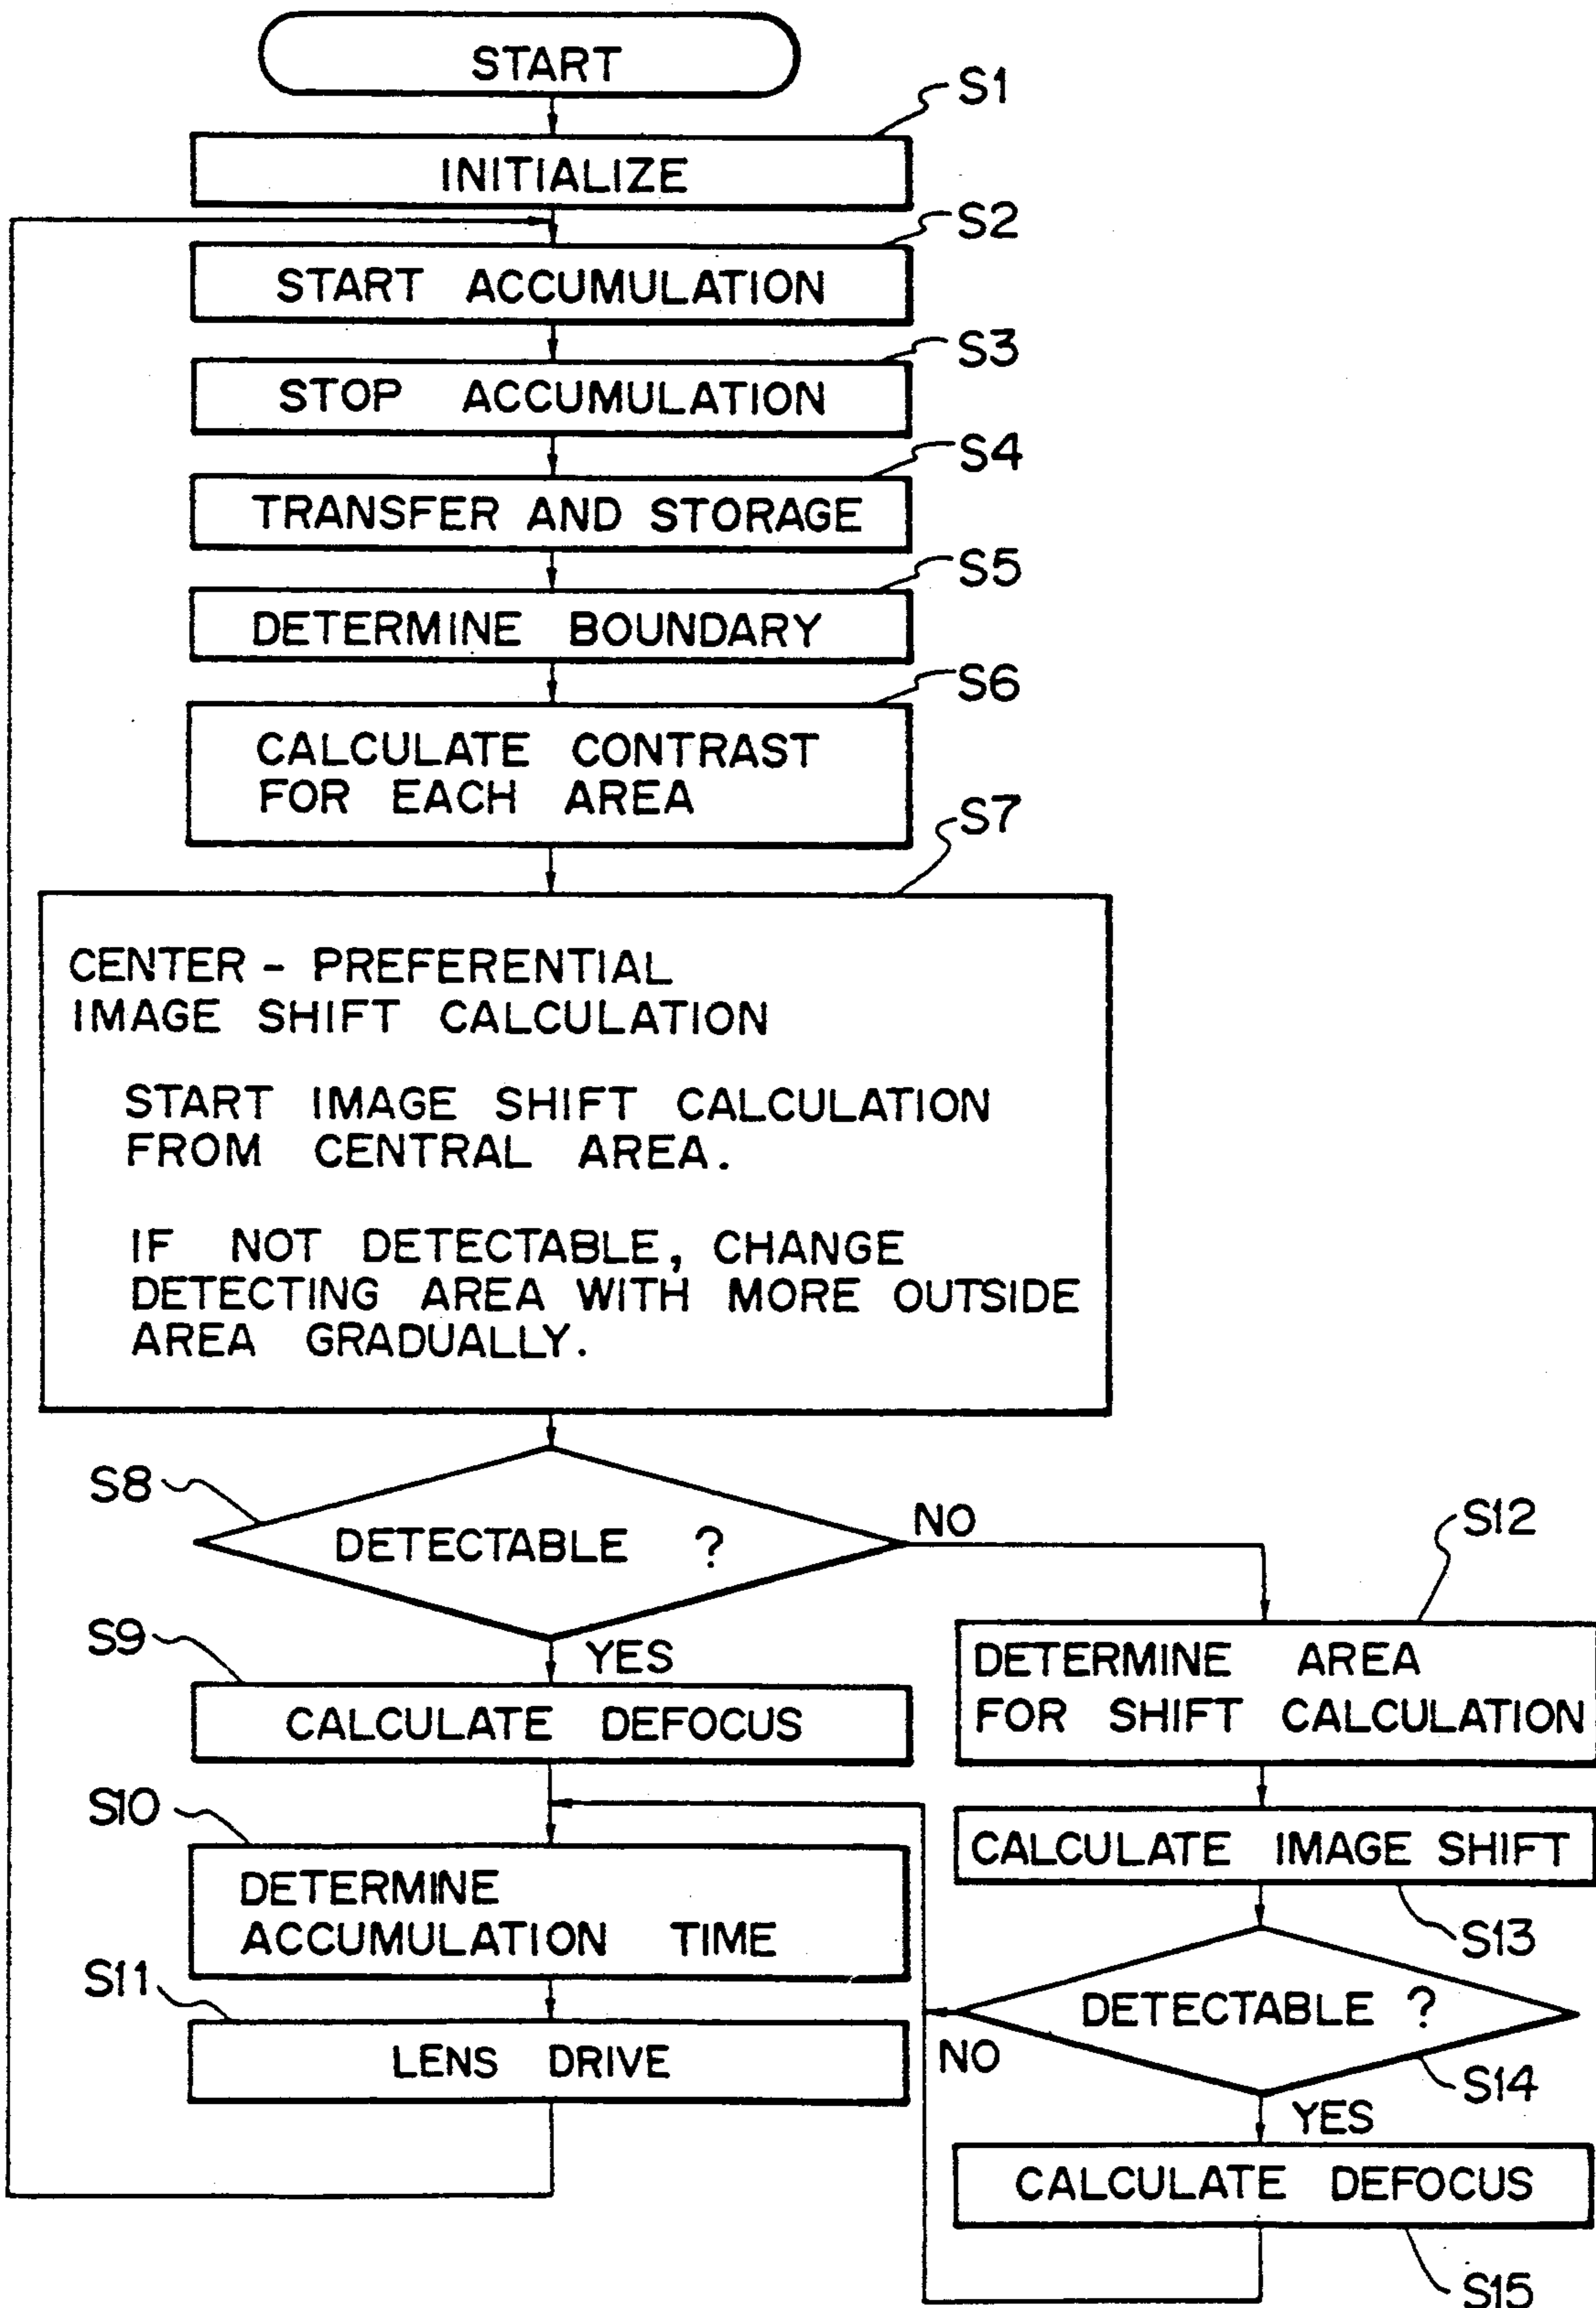 START
S1
INITIALIZE
S2
START ACCUMULATION
S3
STOP ACCUMULATION
S4
TRANSFER AND STORAGE
S5
DETERMINE BOUNDARY
S6
CALCULATE CONTRAST
FOR EACH AREA
S7
CENTER - PREFERENTIAL
IMAGE SHIFT CALCULATION
START IMAGE SHIFT CALCULATION
FROM CENTRAL AREA.
IF NOT DETECTABLE, CHANGE
DETECTING AREA WITH MORE OUTSIDE
AREA GRADUALLY.
S8
DETECTABLE ?
NO
YES
S9
CALCULATE DEFOCUS
S10
DETERMINE
ACCUMULATION TIME
S11
LENS DRIVE
S12
DETERMINE AREA
FOR SHIFT CALCULATION
CALCULATE IMAGE SHIFT
S13
DETECTABLE ?
NO
S14
YES
CALCULATE DEFOCUS
S15